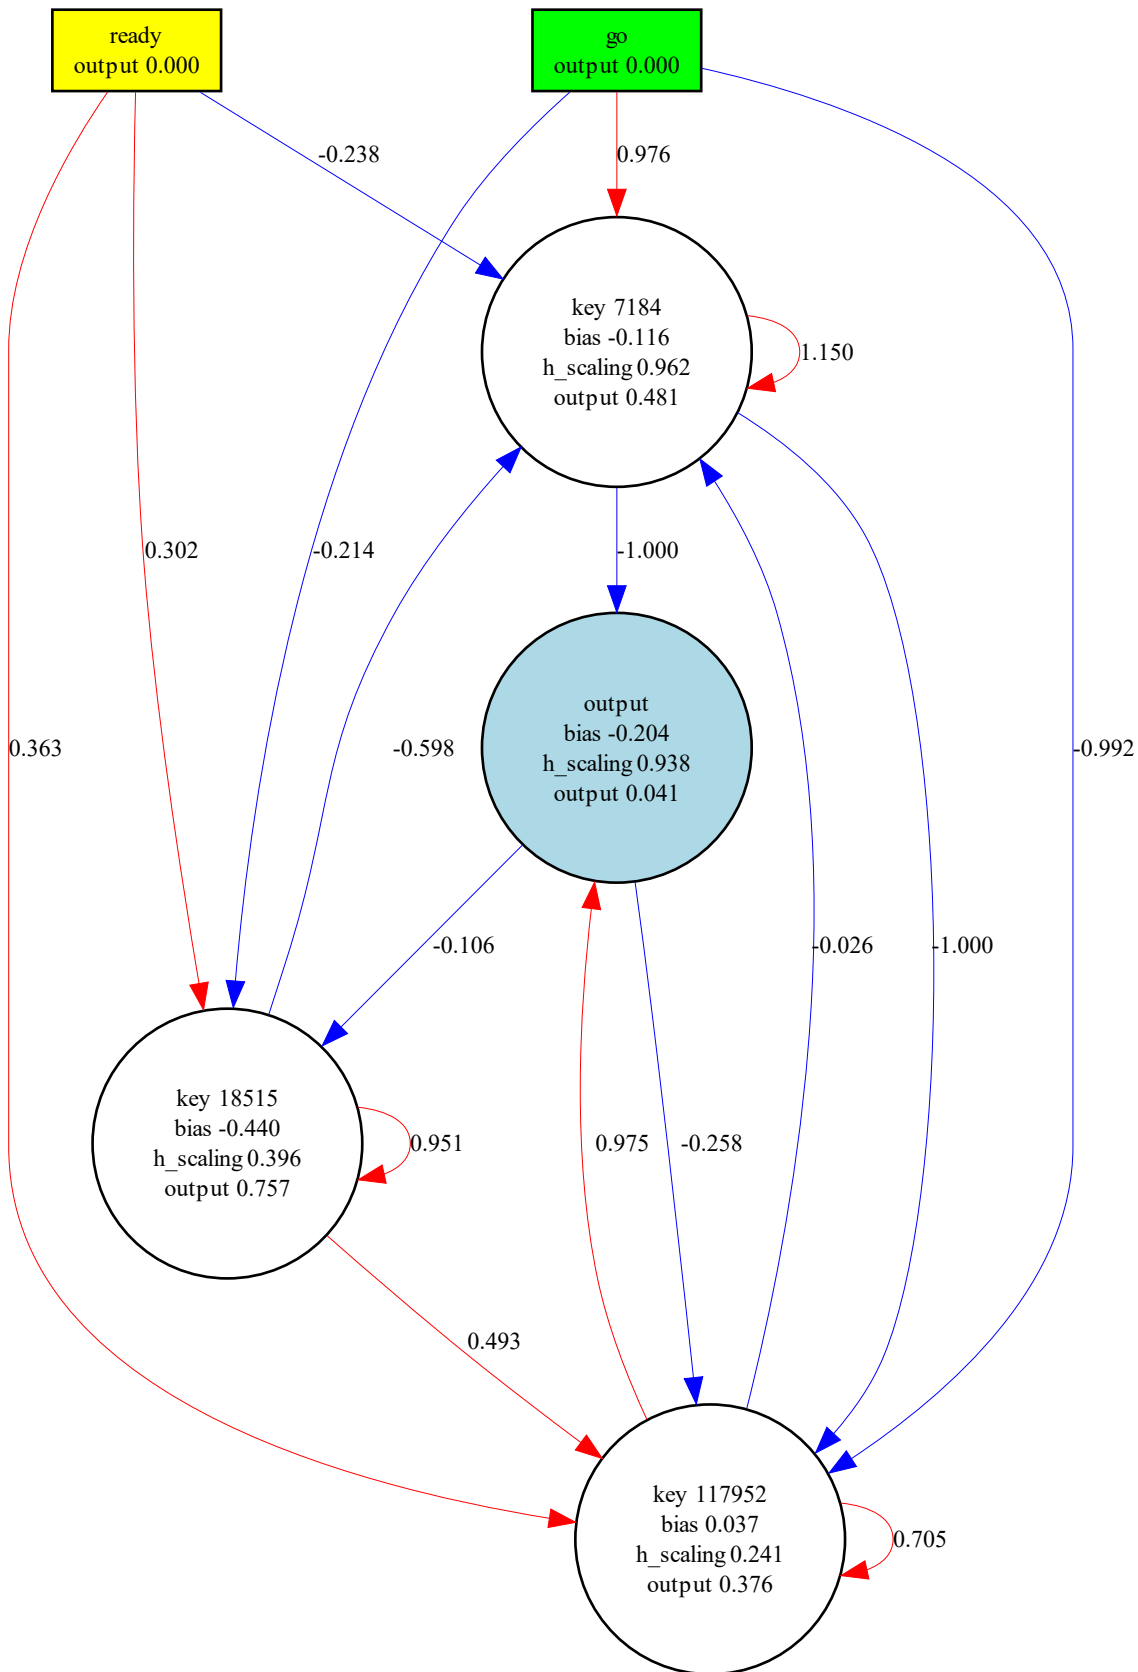 ready
output 0.000
go
output 0.000
-0.238
0.976
key 7184
bias -0.116
h_scaling 0.962
output 0.481
1.150
0.302
-0.214
-1.000
output
bias -0.204
h_scaling 0.938
output 0.041
0.363
-0.598
-0.992
-0.106
-0.026
-1.000
key 18515
bias -0.440
h_scaling 0.396
output 0.757
0.951
0.975
-0.258
0.493
key 117952
bias 0.037
h_scaling 0.241
output 0.376
0.705